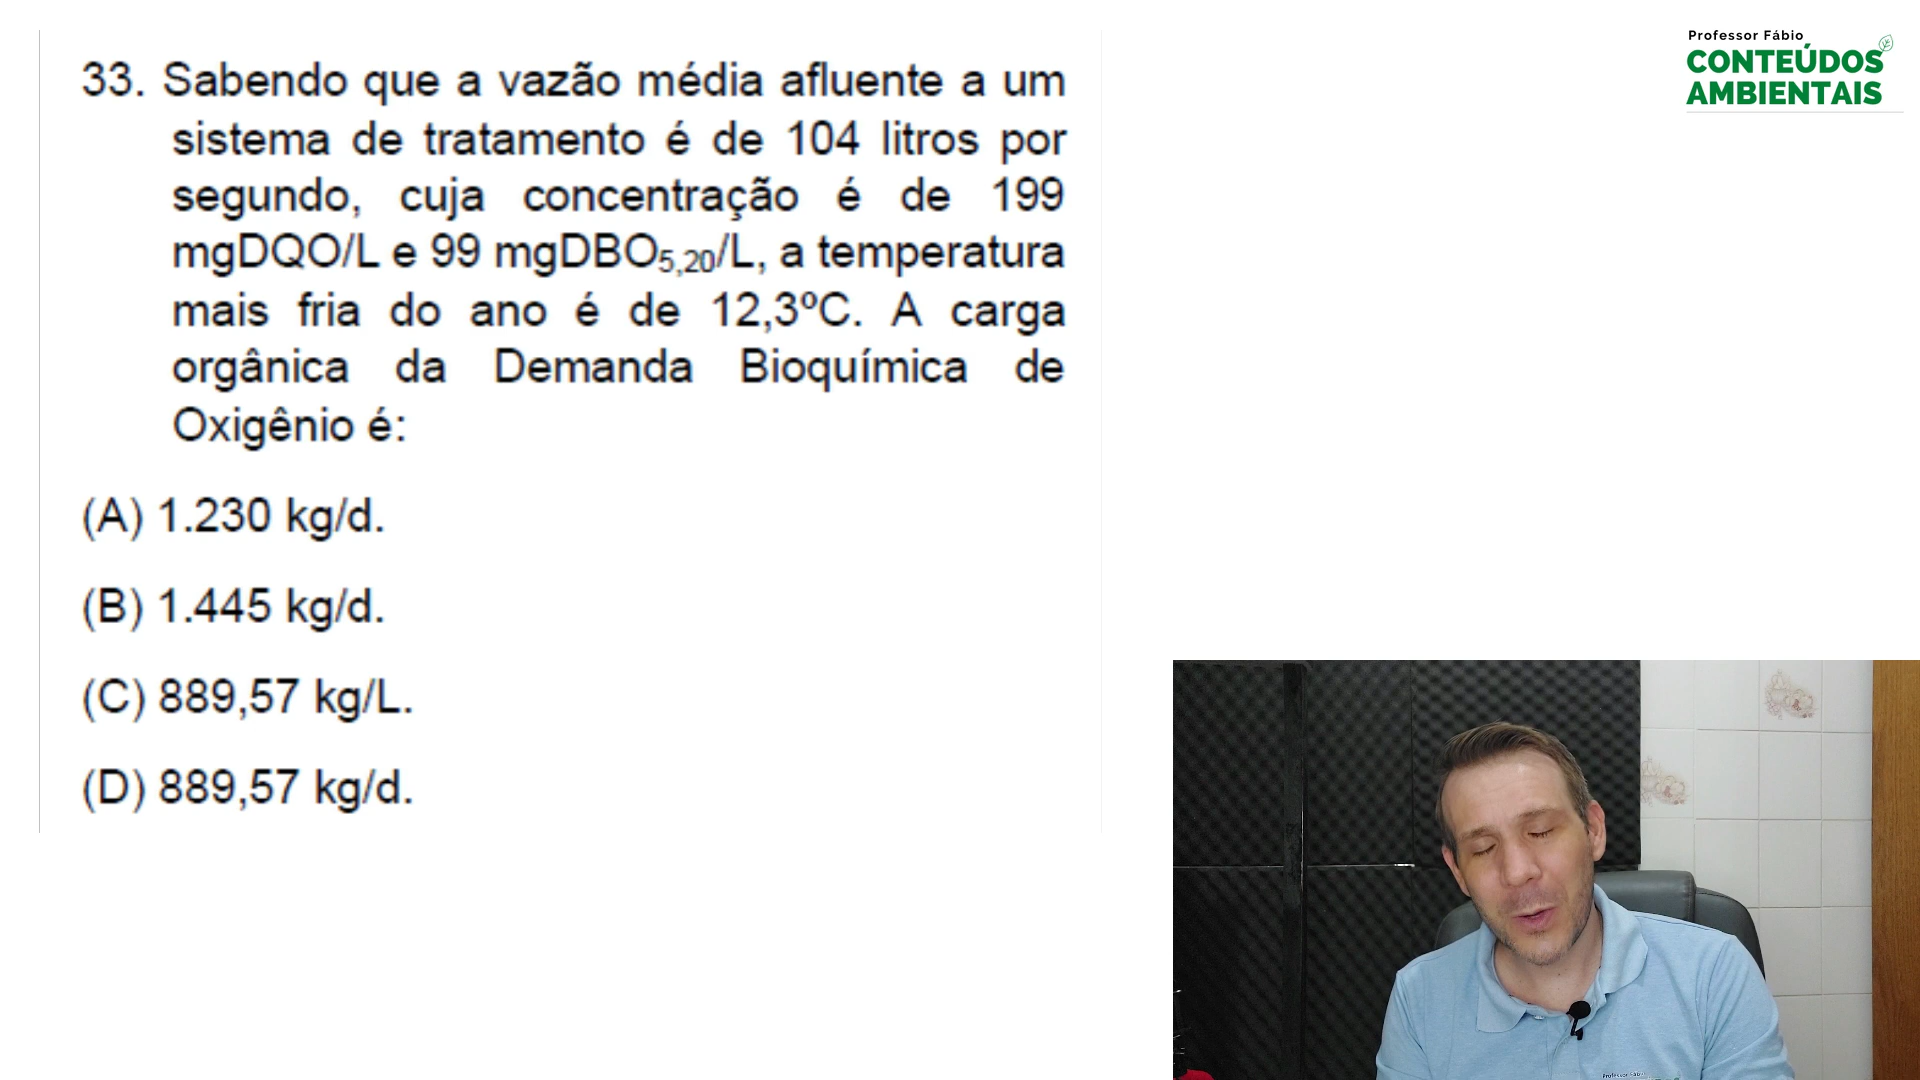 Professor Fábio
CONTEÚDOS
AMBIENTAIS
33. Sabendo que a vazão média afluente a um
sistema de tratamento é de 104 litros por
segundo, cuja concentração é de 199
mgDQO/L e 99 mgDBO5,20/L, a temperatura
mais fria do ano é de 12,3ºC. A carga
orgânica da Demanda Bioquímica de
Oxigênio é:
(A) 1.230 kg/d.
(B) 1.445 kg/d.
(C) 889,57 kg/L.
(D) 889,57 kg/d.
Professor Fábio